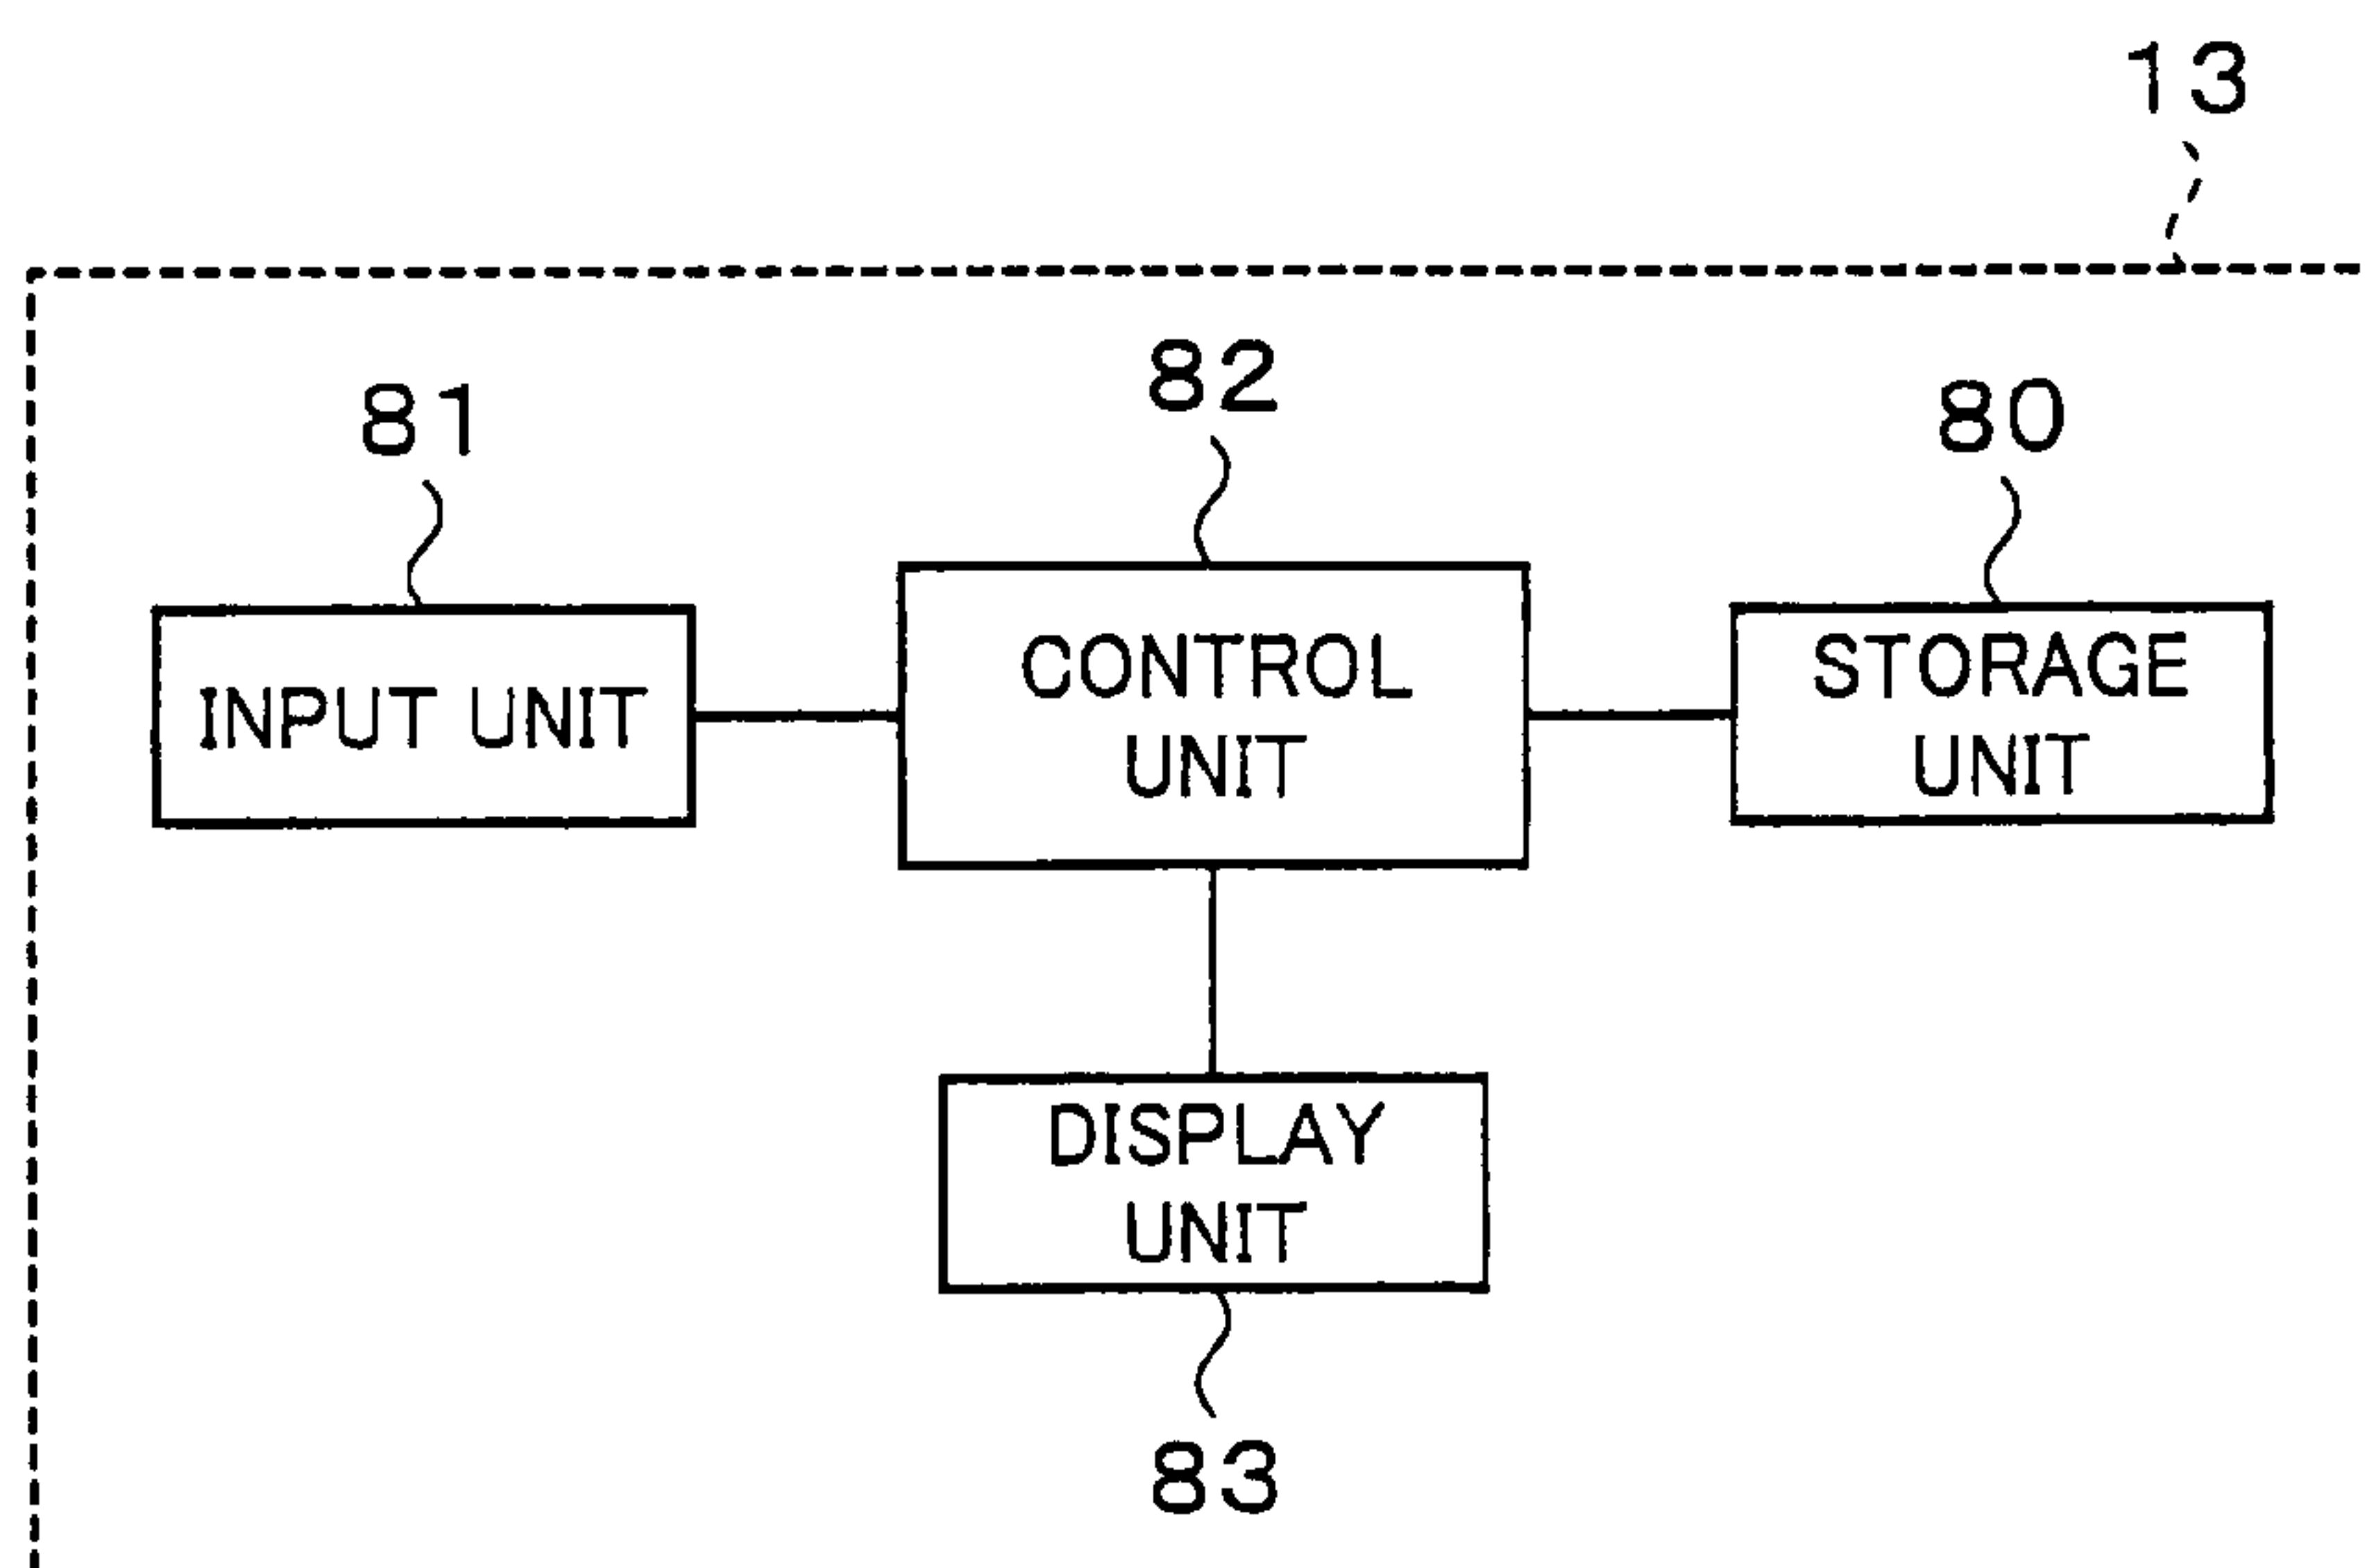 13
82
81
80
INPUT UNIT
CONTROL
UNIT
STORAGE
UNIT
DISPLAY
UNIT
83